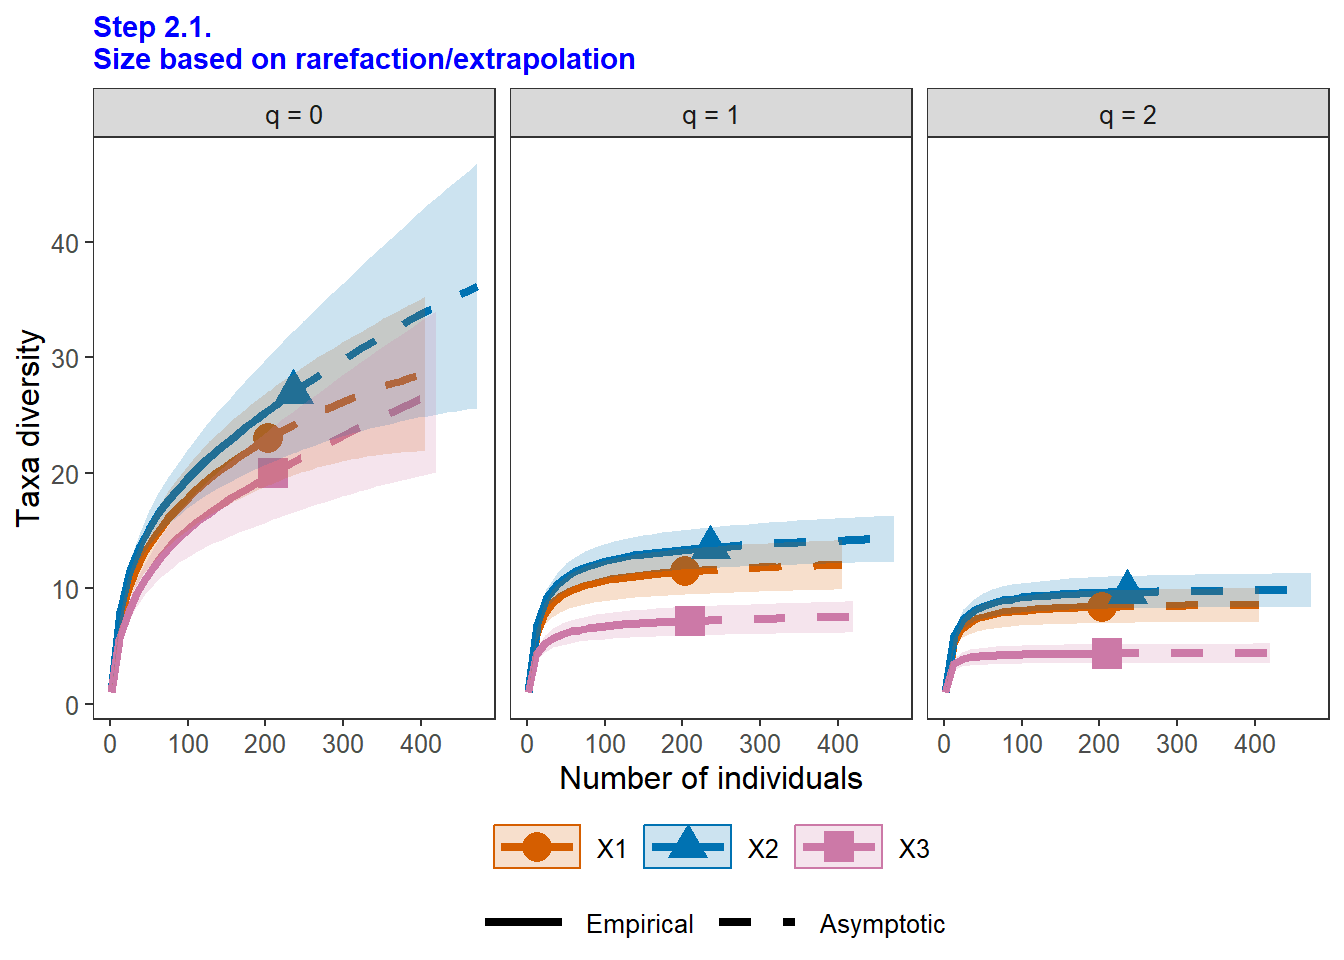 Step 2.1.
Size based on rarefaction/extrapolation
q = 0
q = 1
q = 2
Taxa diversity
40
30
20
10
0
0 100 200 300 400
0 100 200 300 400
0 100 200 300 400
Number of individuals
X1 X2 X3
Empirical Asymptotic